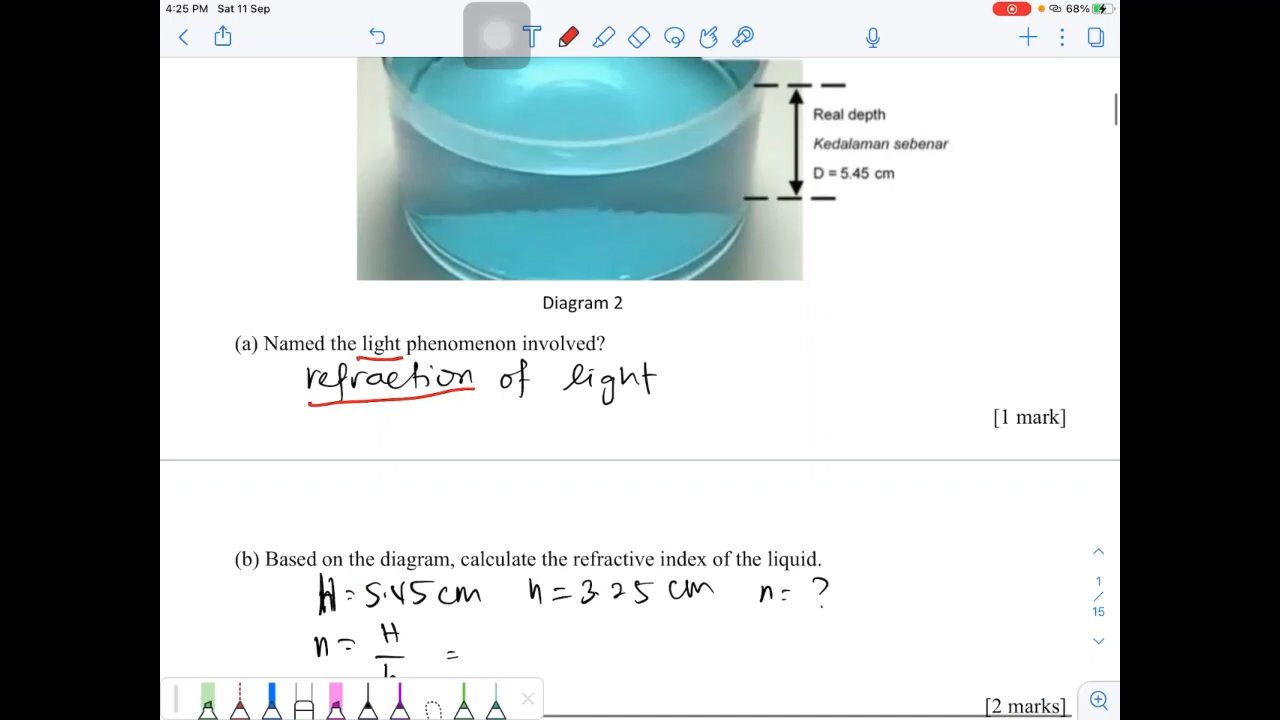 4:25 PM Sat 11 Sep
68%
T
Real depth
Kedalaman sebenar
D = 5.45 cm
Diagram 2
(a) Named the light phenomenon involved?
refraction of light
[1 mark]
(b) Based on the diagram, calculate the refractive index of the liquid.
H = 5.45 cm h = 3.25 cm n = ?
n = H =
h
[2 marks]
1
/
15